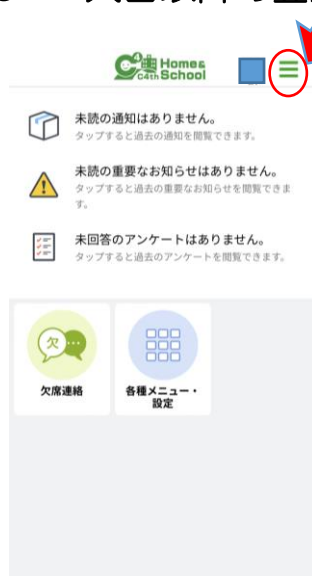 C4th Home&
School
未読の通知はありません。
タップすると過去の通知を閲覧できます。
未読の重要なお知らせはありません。
タップすると過去の重要なお知らせを閲覧できま
す。
未回答のアンケートはありません。
タップすると過去のアンケートを閲覧できます。
欠
欠席連絡
各種メニュー・
設定